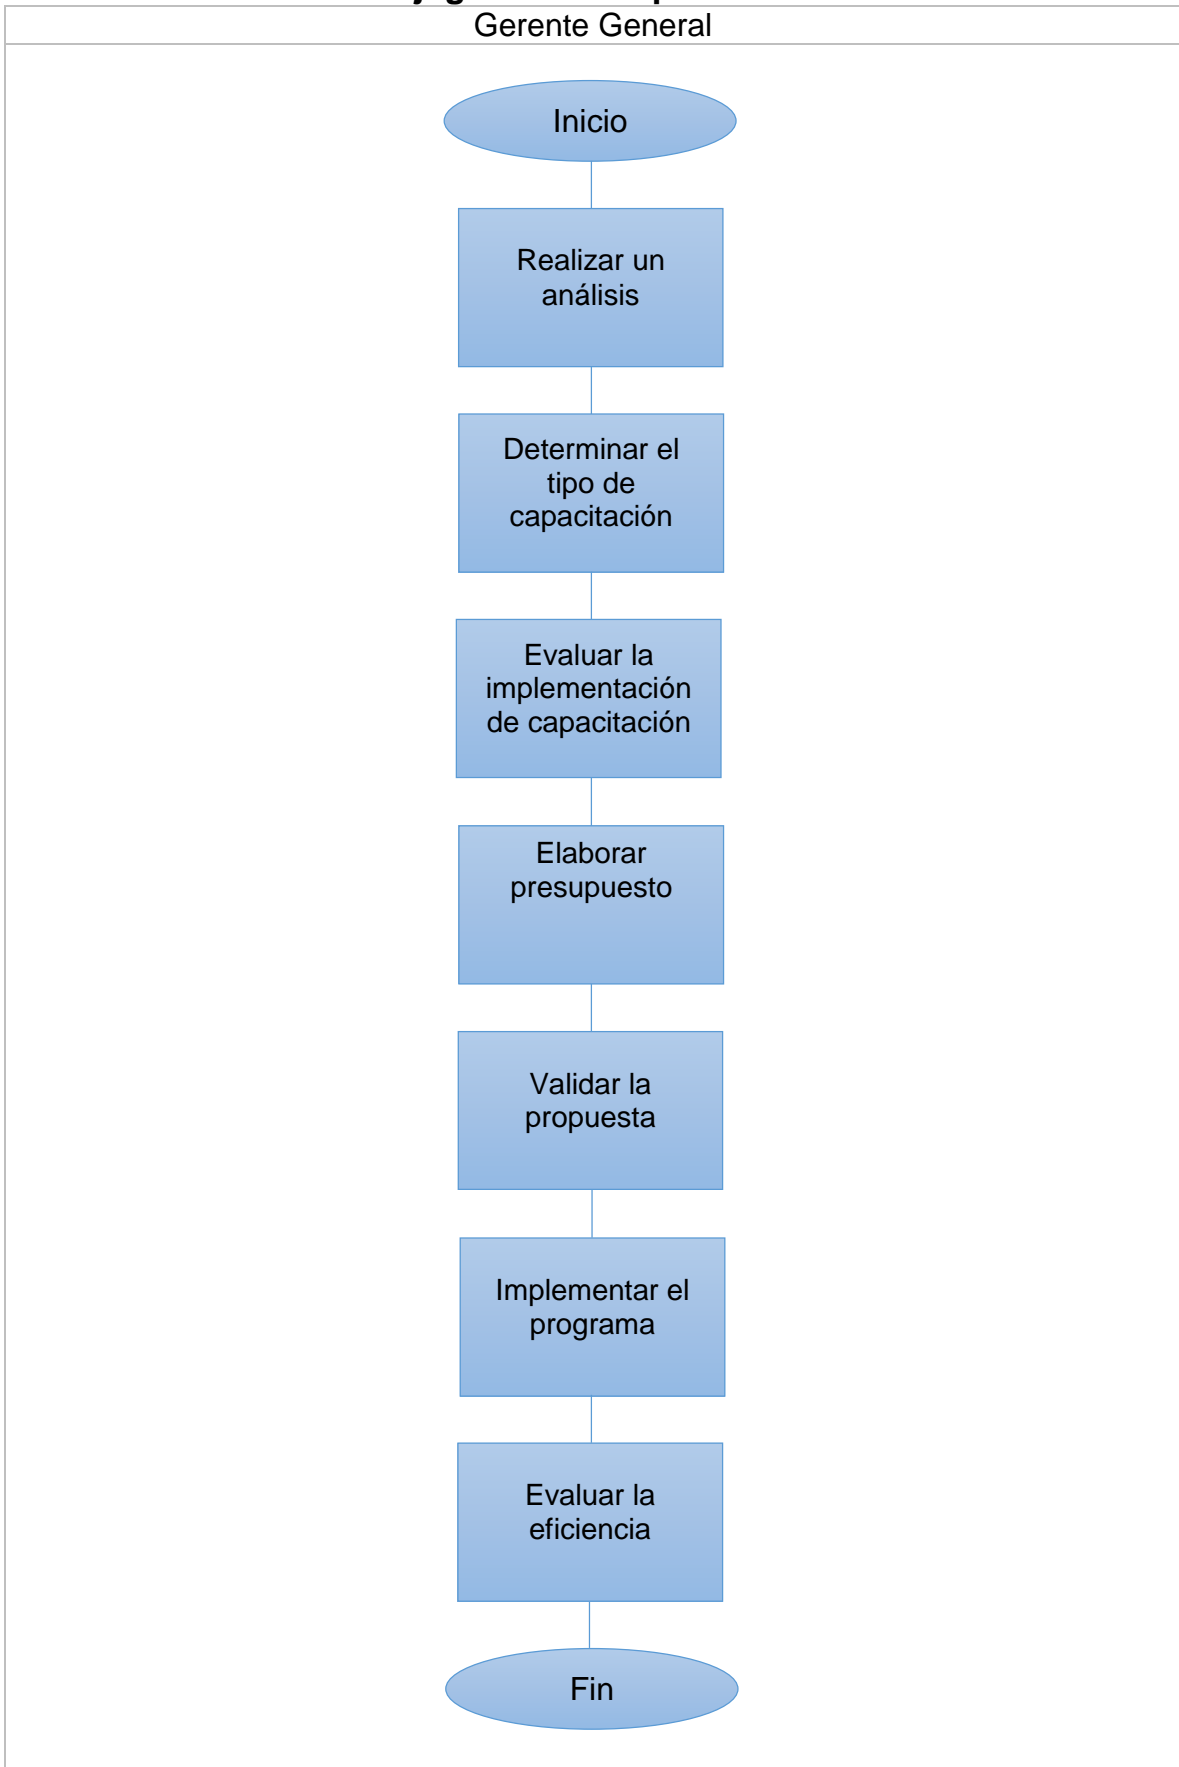 Gerente General
Inicio
Realizar un
análisis
Determinar el
tipo de
capacitación
Evaluar la
implementación
de capacitación
Elaborar
presupuesto
Validar la
propuesta
Implementar el
programa
Evaluar la
eficiencia
Fin